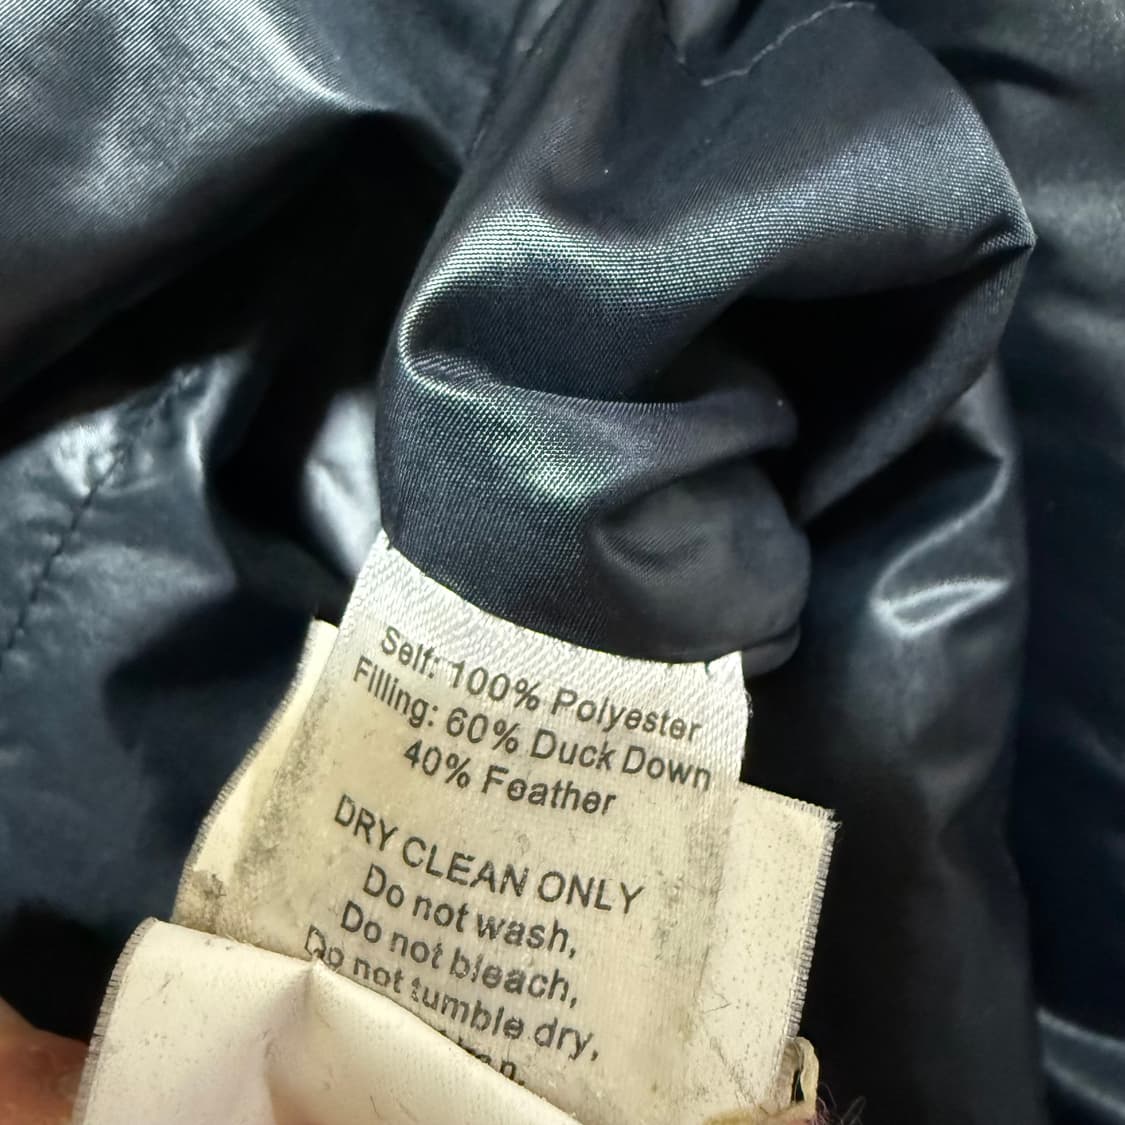 Self: 100% Polyester
Filling: 60% Duck Down
40% Feather
DRY CLEAN ONLY
Do not wash,
Do not bleach,
Do not tumble dry,